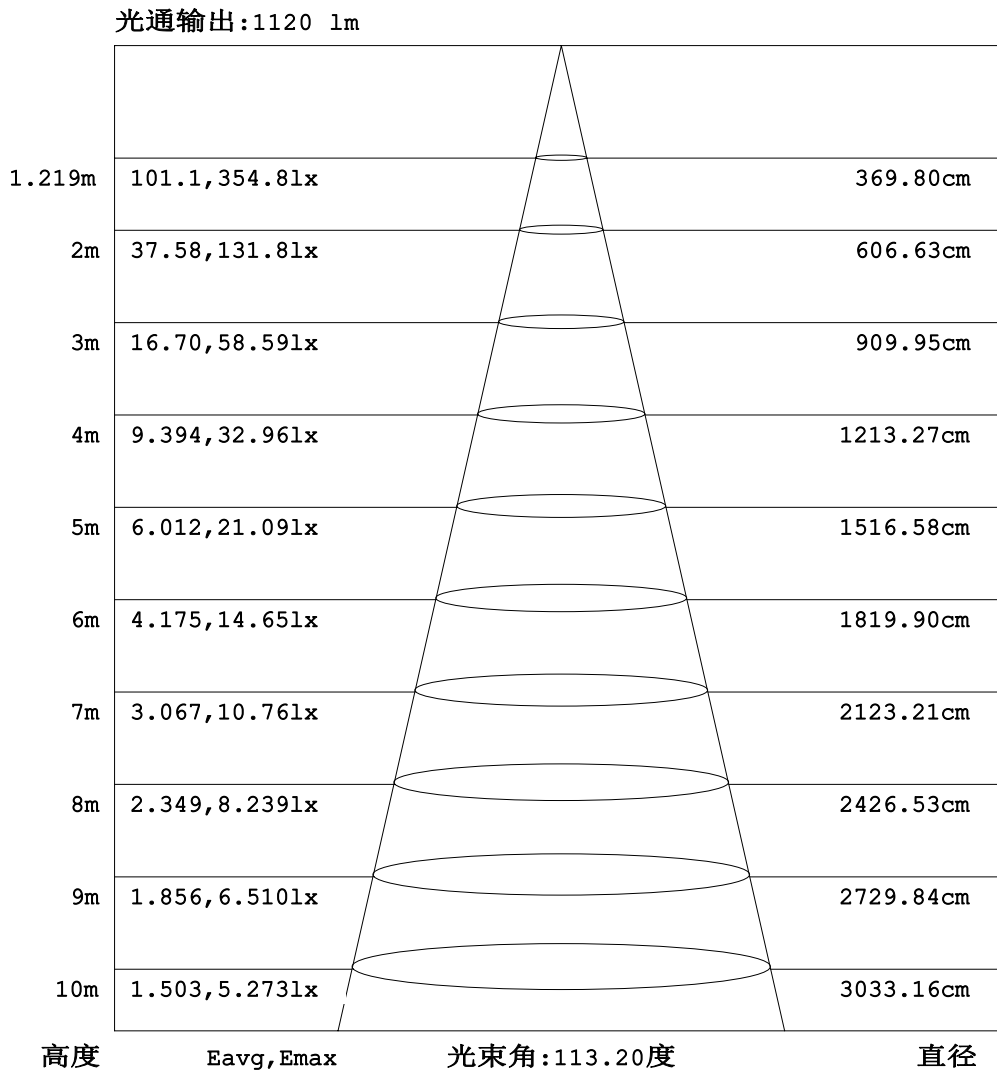 光通输出:1120 lm
1.219m 101.1,354.8lx 369.80cm
2m 37.58,131.8lx 606.63cm
3m 16.70,58.59lx 909.95cm
4m 9.394,32.96lx 1213.27cm
5m 6.012,21.09lx 1516.58cm
6m 4.175,14.65lx 1819.90cm
7m 3.067,10.76lx 2123.21cm
8m 2.349,8.239lx 2426.53cm
9m 1.856,6.510lx 2729.84cm
10m 1.503,5.273lx 3033.16cm
高度 Eavg,Emax 光束角:113.20度 直径